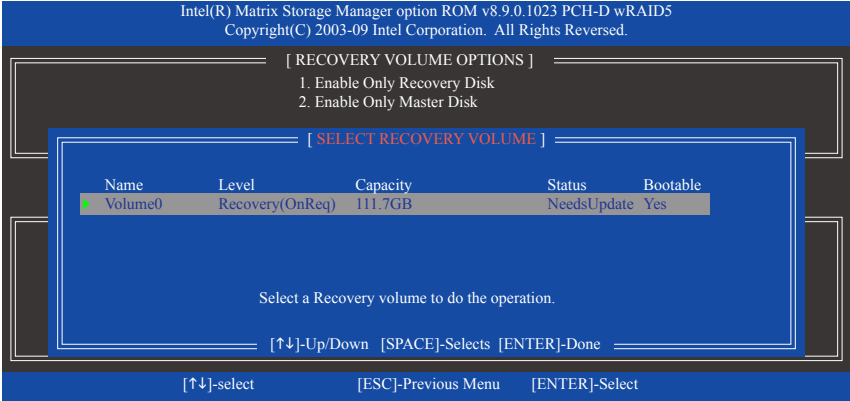 Intel(R) Matrix Storage Manager option ROM v8.9.0.1023 PCH-D wRAID5
Copyright(C) 2003-09 Intel Corporation. All Rights Reversed.
[ RECOVERY VOLUME OPTIONS ]
1. Enable Only Recovery Disk
2. Enable Only Master Disk
[ SELECT RECOVERY VOLUME ]
Name Level Capacity Status Bootable
Volume0 Recovery(OnReq) 111.7GB NeedsUpdate Yes
Select a Recovery volume to do the operation.
[↑↓]-Up/Down [SPACE]-Selects [ENTER]-Done
[↑↓]-select [ESC]-Previous Menu [ENTER]-Select